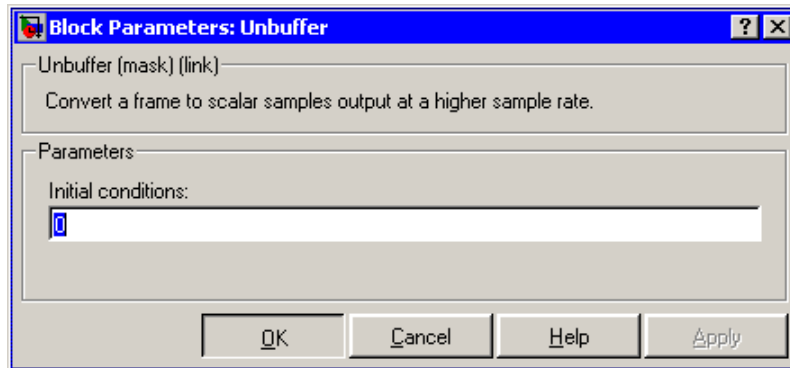 Block Parameters: Unbuffer
Unbuffer (mask) (link)
Convert a frame to scalar samples output at a higher sample rate.
Parameters
Initial conditions:
0
OK Cancel Help Apply